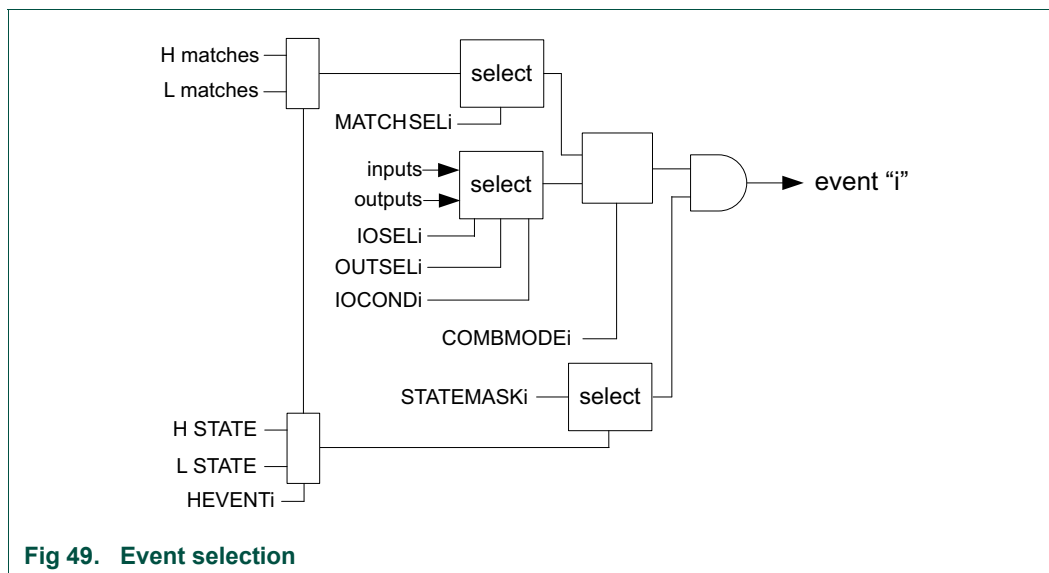 H matches
L matches
select
MATCHSELi
inputs
outputs
select
IOSELi
OUTSELi
IOCONDi
event “i”
COMBMODEi
STATEMASKi
select
H STATE
L STATE
HEVENTi
Fig 49. Event selection